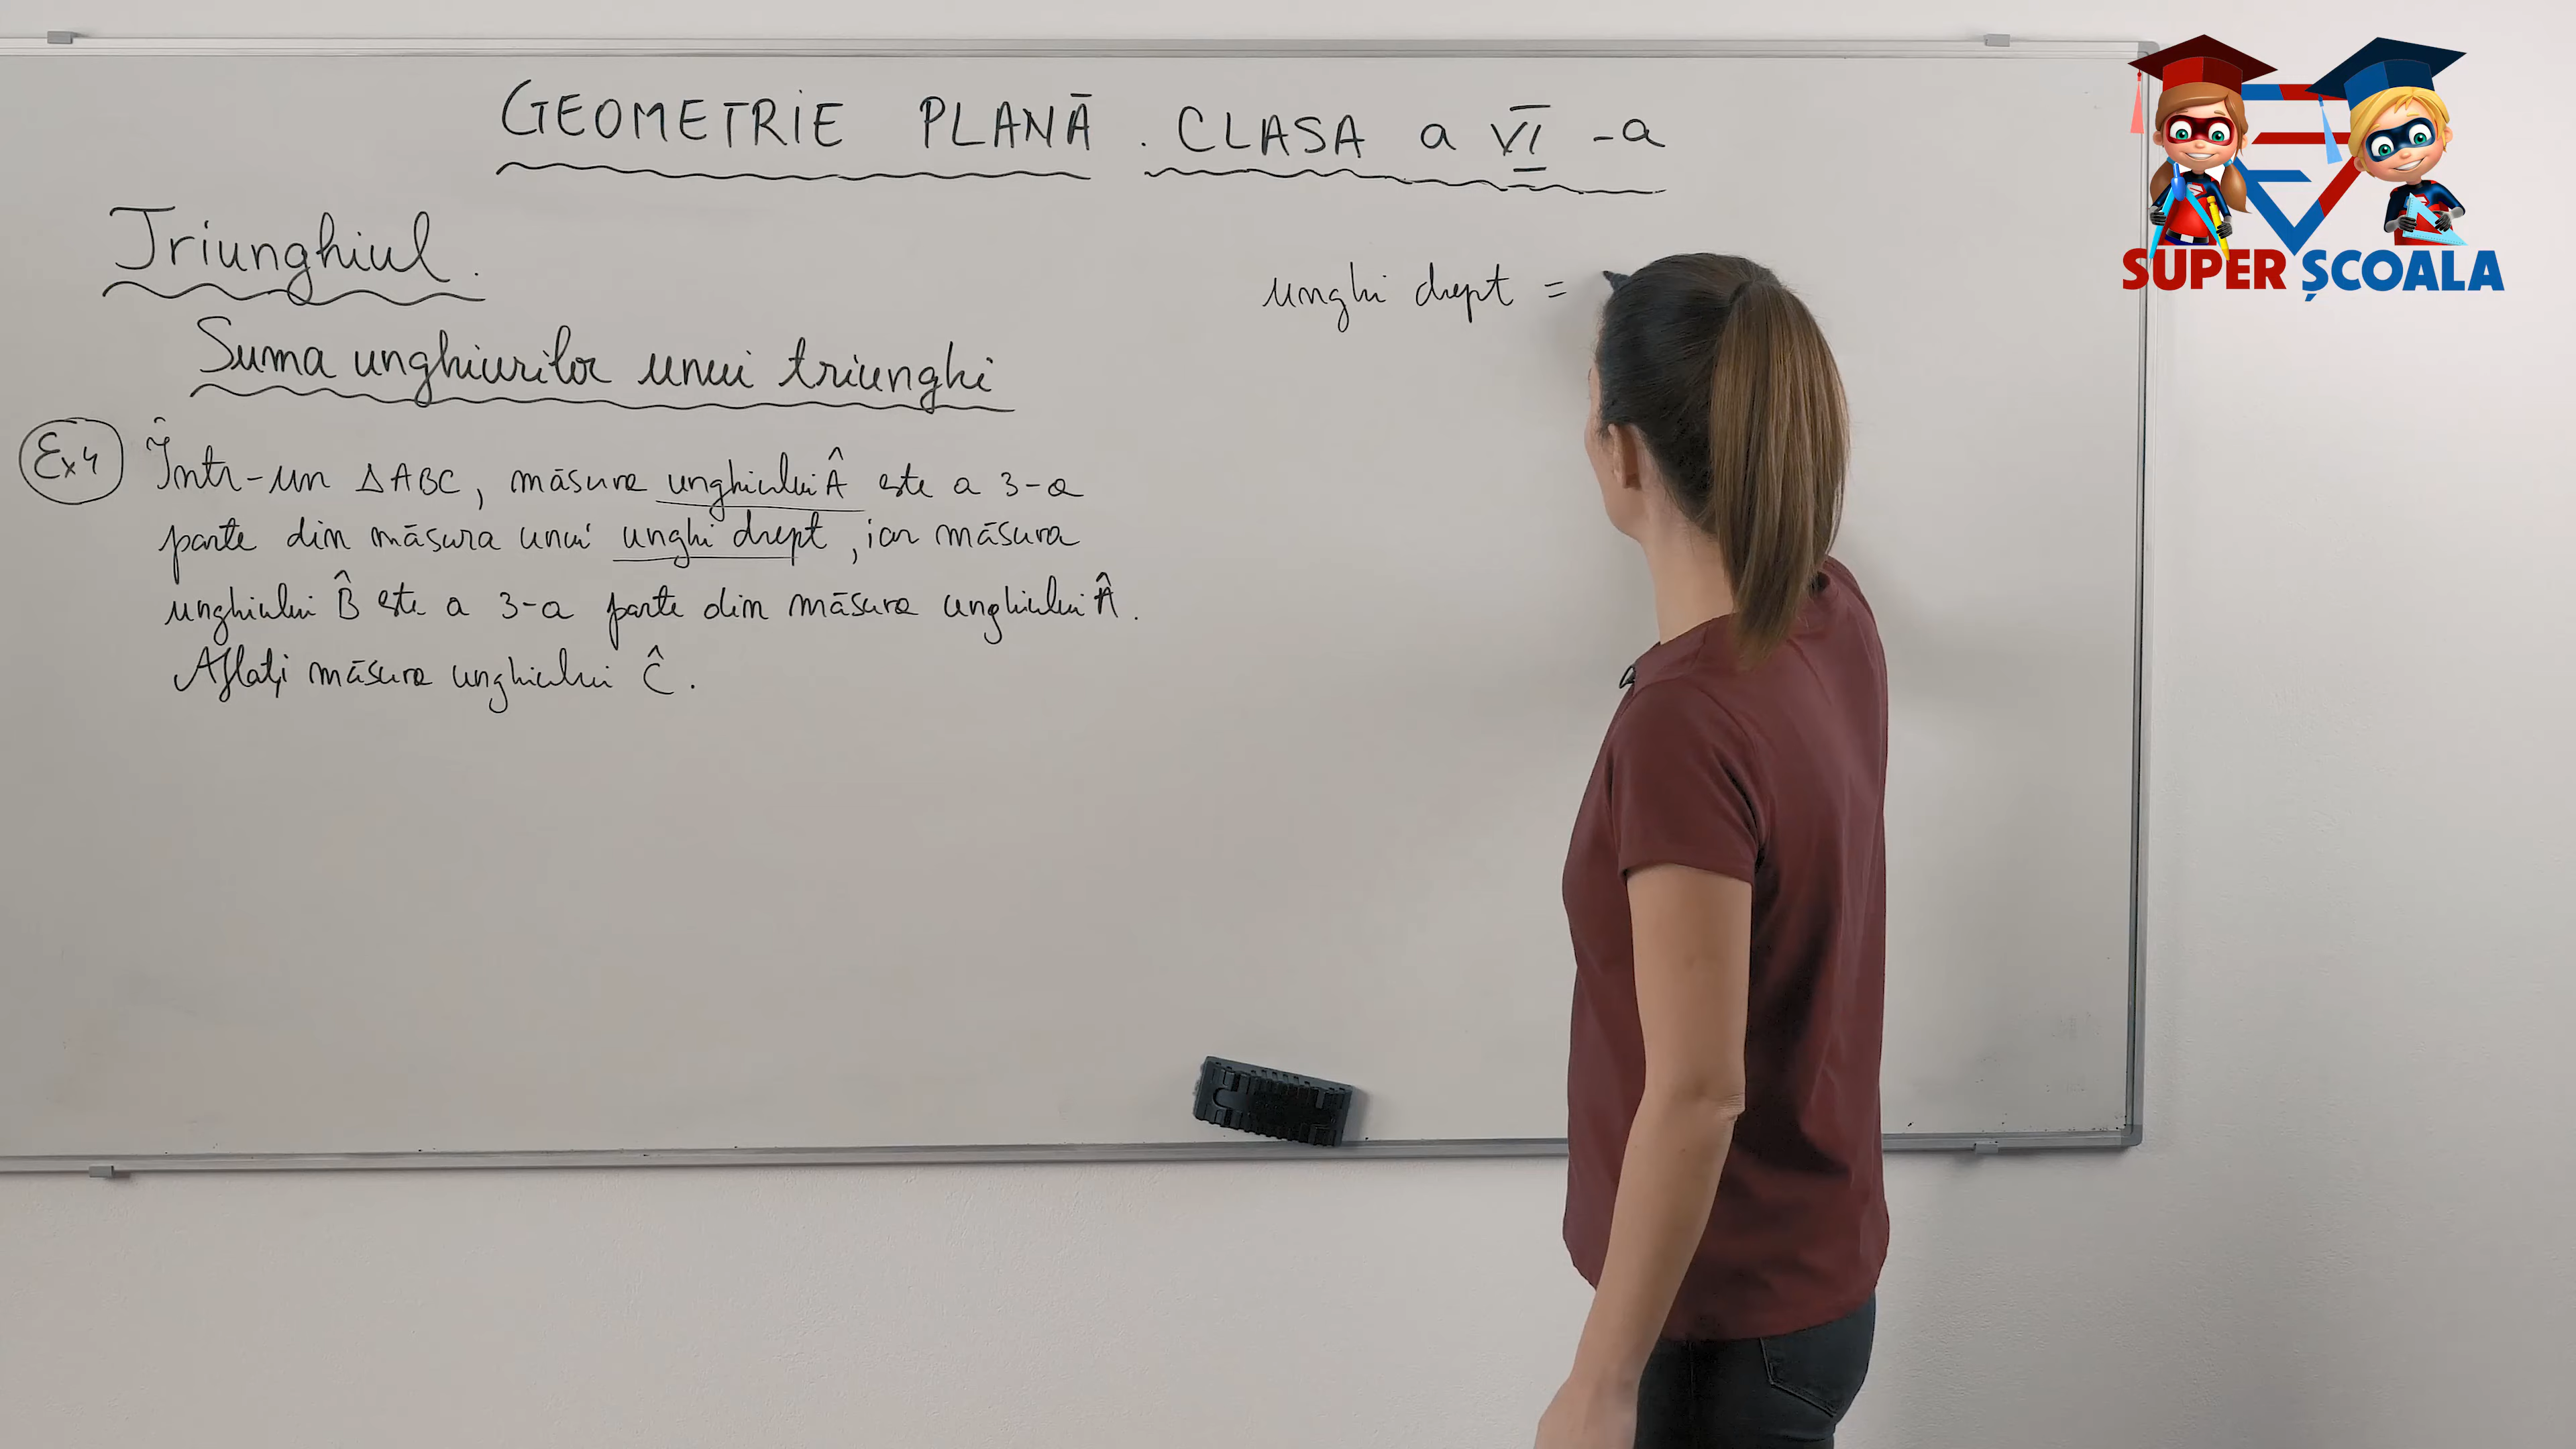 GEOMETRIE PLANĂ. CLASA a VI-a
Triunghiul.
Suma unghiurilor unui triunghi
Ex 4 Într-un ΔABC, măsura unghiului Â este a 3-a
parte din măsura unui unghi drept, iar măsura
unghiului B̂ este a 3-a parte din măsura unghiului Â.
Aflați măsura unghiului Ĉ.
unghi drept =
SUPER ȘCOALA